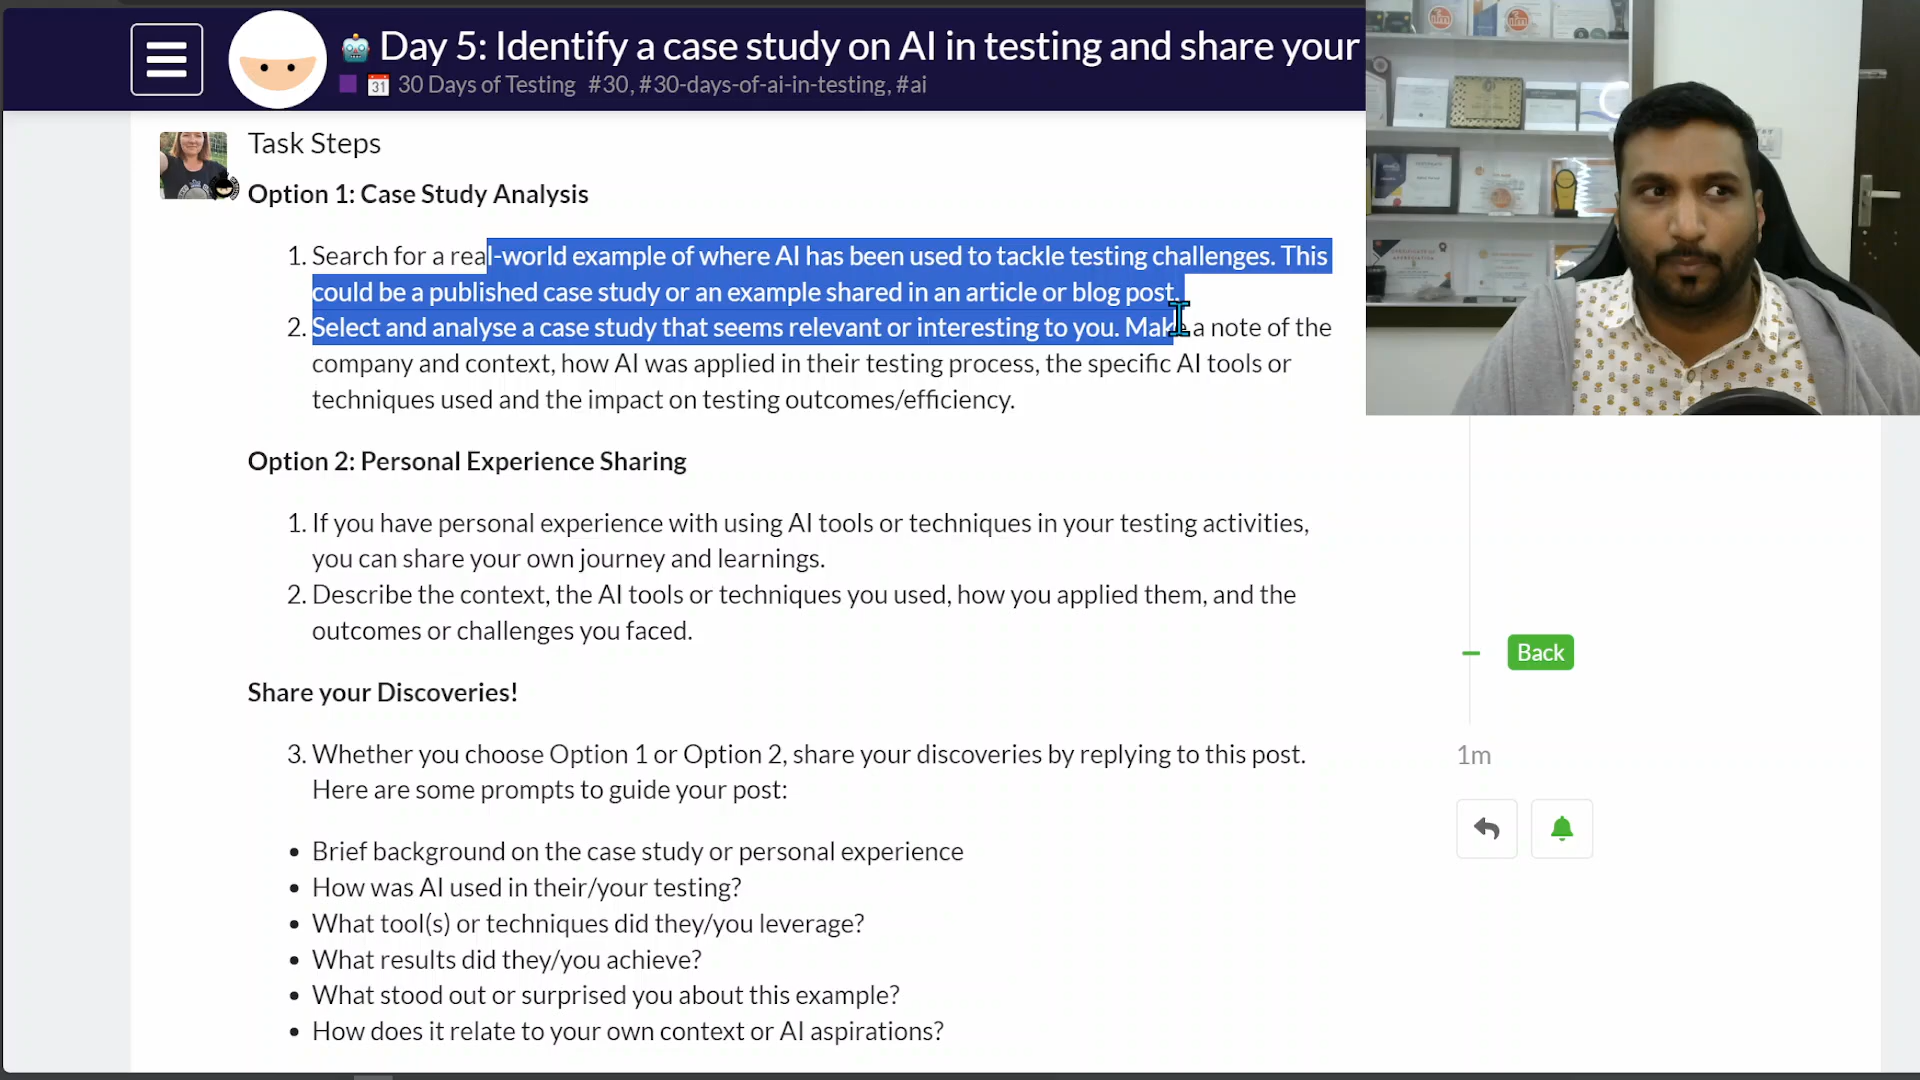 Day 5: Identify a case study on AI in testing and share your
31 30 Days of Testing #30, #30-days-of-ai-in-testing, #ai
Task Steps
Option 1: Case Study Analysis
1. Search for a real-world example of where AI has been used to tackle testing challenges. This
could be a published case study or an example shared in an article or blog post.
2. Select and analyse a case study that seems relevant or interesting to you. Make a note of the
company and context, how AI was applied in their testing process, the specific AI tools or
techniques used and the impact on testing outcomes/efficiency.
Option 2: Personal Experience Sharing
1. If you have personal experience with using AI tools or techniques in your testing activities,
you can share your own journey and learnings.
2. Describe the context, the AI tools or techniques you used, how you applied them, and the
outcomes or challenges you faced.
Back
Share your Discoveries!
3. Whether you choose Option 1 or Option 2, share your discoveries by replying to this post.
Here are some prompts to guide your post:
1m
• Brief background on the case study or personal experience
• How was AI used in their/your testing?
• What tool(s) or techniques did they/you leverage?
• What results did they/you achieve?
• What stood out or surprised you about this example?
• How does it relate to your own context or AI aspirations?